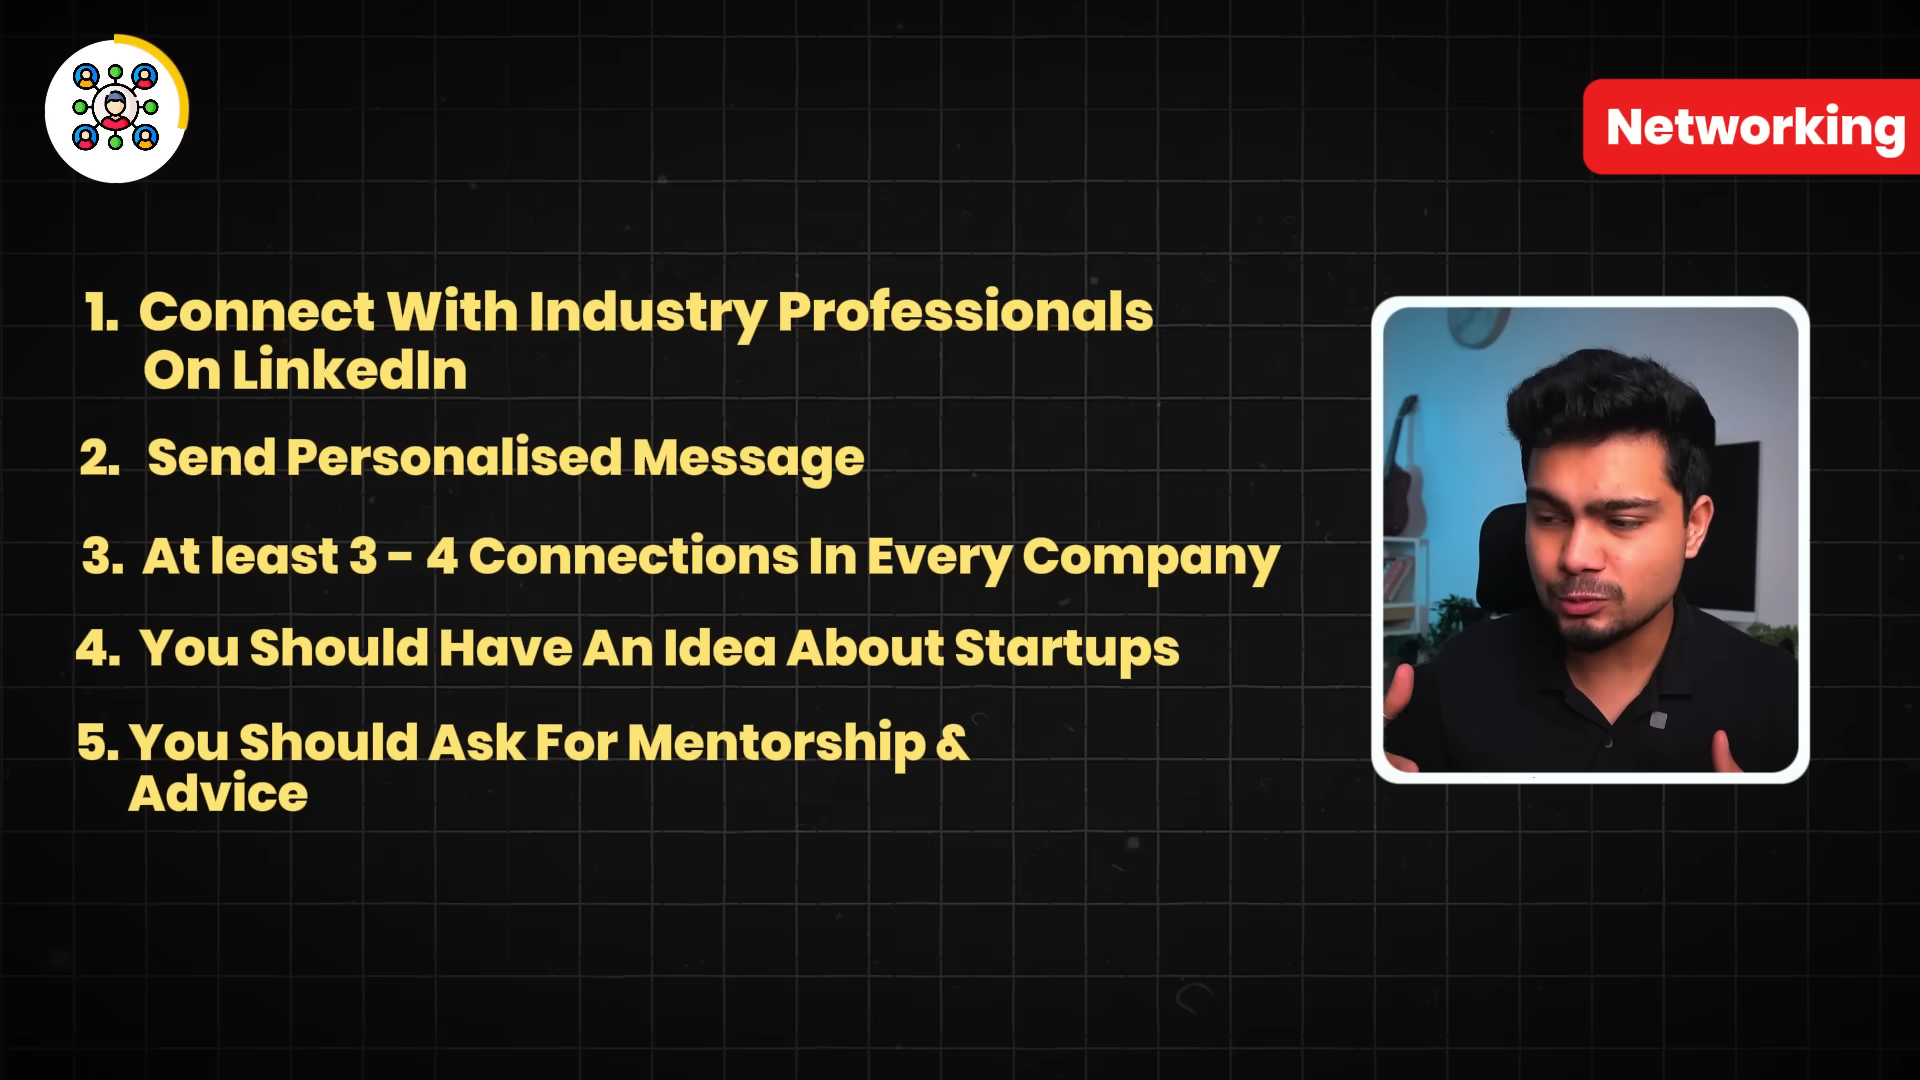 Networking
1. Connect With Industry Professionals
On LinkedIn
2. Send Personalised Message
3. At least 3 - 4 Connections In Every Company
4. You Should Have An Idea About Startups
5. You Should Ask For Mentorship &
Advice